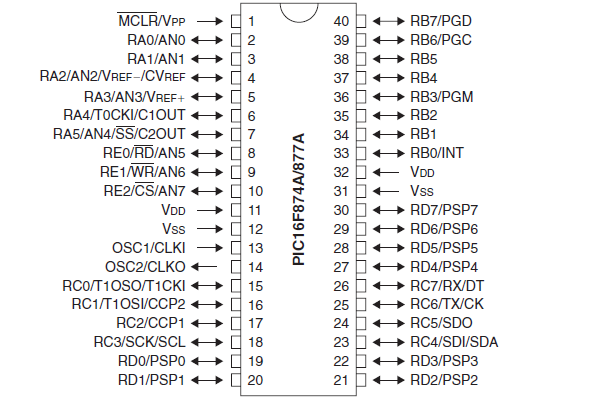 MCLR/VPP 1 40 RB7/PGD
RA0/AN0 2 39 RB6/PGC
RA1/AN1 3 38 RB5
RA2/AN2/VREF-/CVREF 4 37 RB4
RA3/AN3/VREF+ 5 36 RB3/PGM
RA4/T0CKI/C1OUT 6 35 RB2
RA5/AN4/SS/C2OUT 7 34 RB1
RE0/RD/AN5 8 33 RB0/INT
RE1/WR/AN6 9 32 VDD
RE2/CS/AN7 10 31 VSS
VDD 11 30 RD7/PSP7
VSS 12 29 RD6/PSP6
OSC1/CLKI 13 28 RD5/PSP5
OSC2/CLKO 14 27 RD4/PSP4
RC0/T1OSO/T1CKI 15 26 RC7/RX/DT
RC1/T1OSI/CCP2 16 25 RC6/TX/CK
RC2/CCP1 17 24 RC5/SDO
RC3/SCK/SCL 18 23 RC4/SDI/SDA
RD0/PSP0 19 22 RD3/PSP3
RD1/PSP1 20 21 RD2/PSP2
PIC16F874A/877A